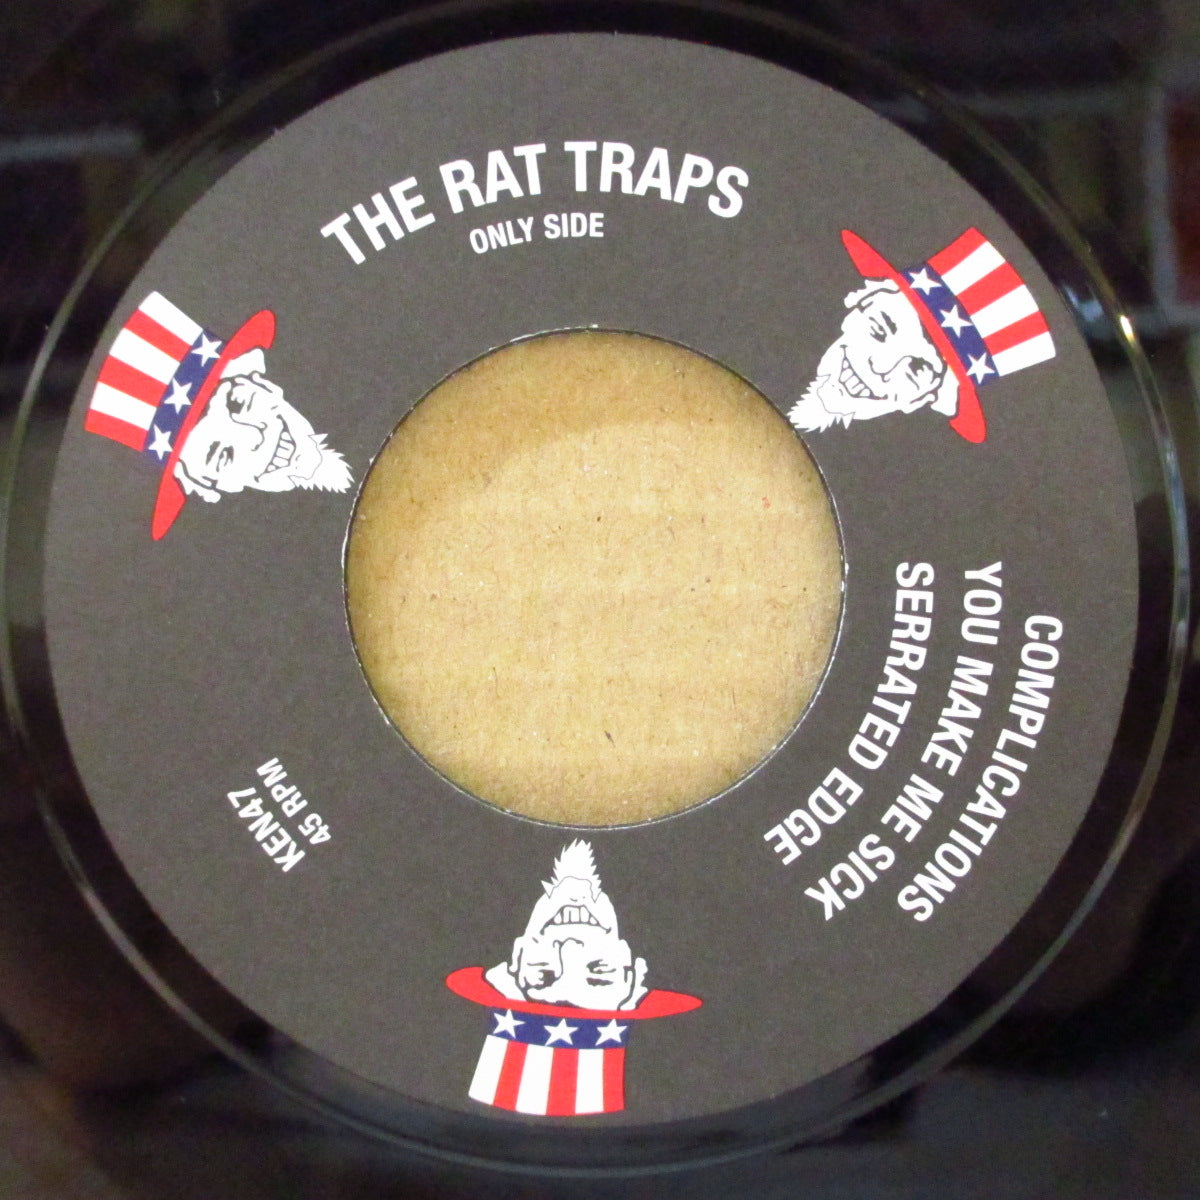 THE RAT TRAPS
ONLY SIDE
COMPLICATIONS
YOU MAKE ME SICK
SERRATED EDGE
KEN47
45 RPM